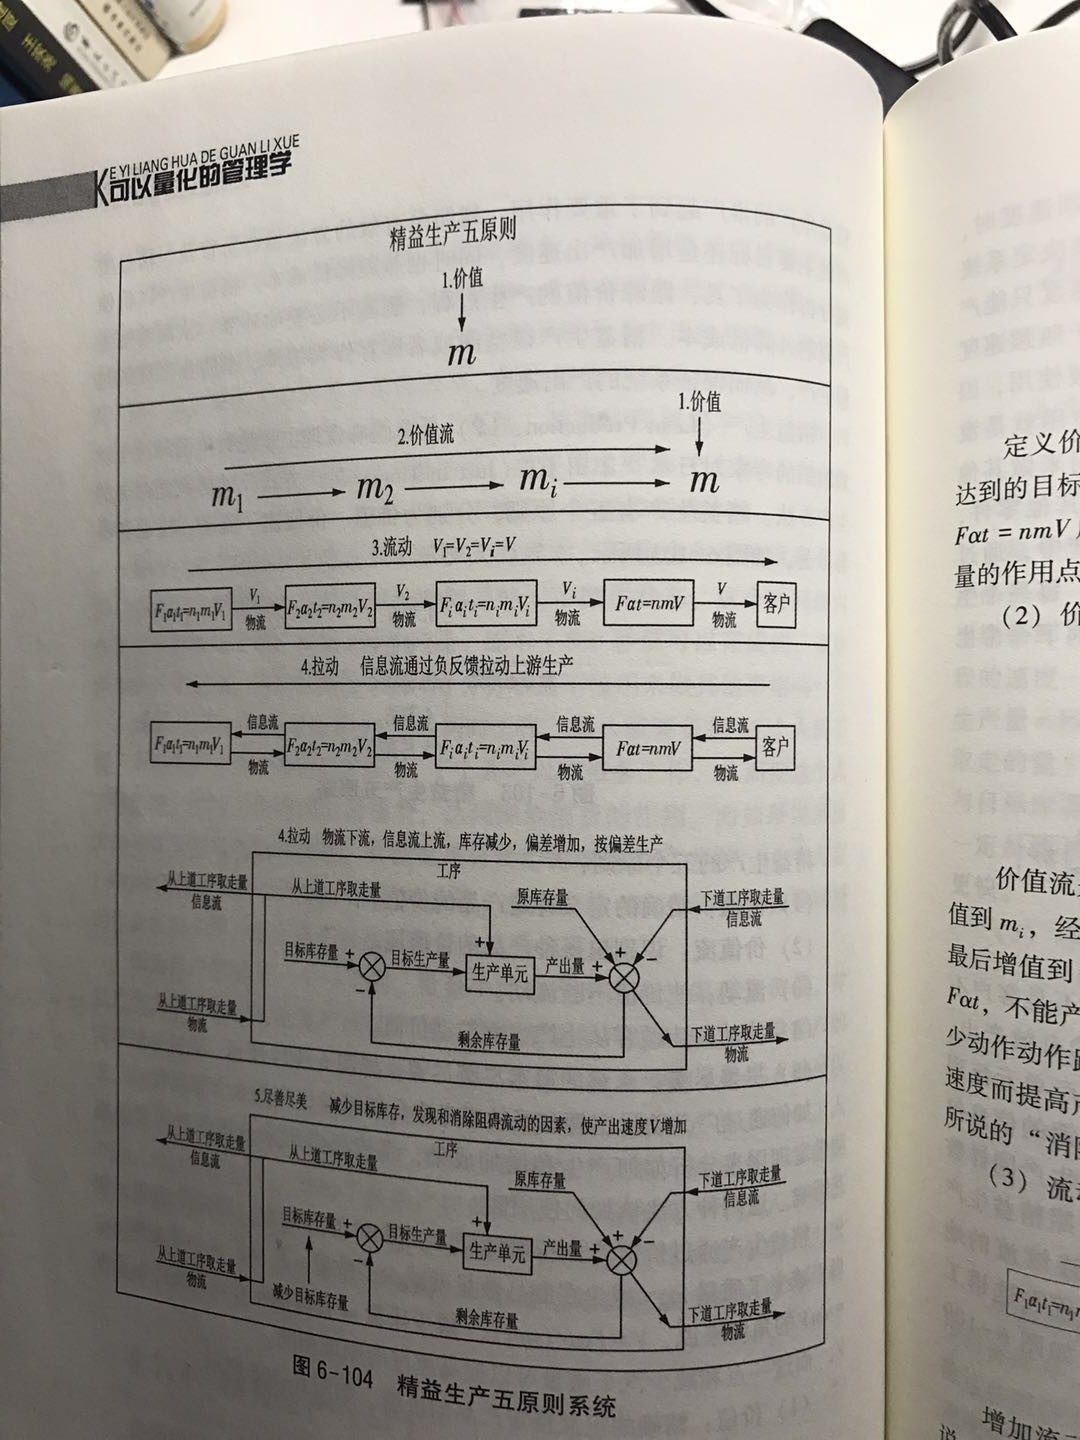 KE YI LIANG HUA DE GUAN LI XUE
可以量化的管理学
精益生产五原则
1.价值
m
1.价值
2.价值流
m₁ m₂ mᵢ m
3.流动 V₁=V₂=Vᵢ=V
F₁α₁t₁=n₁m₁V₁ V₁ 物流 F₂α₂t₂=n₂m₂V₂ V₂ 物流 Fᵢαᵢtᵢ=nᵢmᵢVᵢ Vᵢ 物流 Fαt=nmV V 物流 客户
4.拉动 信息流通过负反馈拉动上游生产
信息流 信息流 信息流 信息流
F₁α₁t₁=n₁m₁V₁ F₂α₂t₂=n₂m₂V₂ Fᵢαᵢtᵢ=nᵢmᵢVᵢ Fαt=nmV 客户
物流 物流 物流 物流
4.拉动 物流下流，信息流上流，库存减少，偏差增加，按偏差生产
工序
从上道工序取走量
信息流
从上道工序取走量
原库存量
下道工序取走量
信息流
目标库存量 + − 目标生产量 + 生产单元 产出量 + + −
从上道工序取走量
物流
剩余库存量
下道工序取走量
物流
5.尽善尽美 减少目标库存，发现和消除阻碍流动的因素，使产出速度V增加
工序
从上道工序取走量
信息流
从上道工序取走量
原库存量
下道工序取走量
信息流
目标库存量 + − 目标生产量 + 生产单元 产出量 + + −
从上道工序取走量
物流
减少目标库存量
剩余库存量
下道工序取走量
物流
图 6-104 精益生产五原则系统
定义价
达到的目标
Fαt = nmV
量的作用点
（2）价
价值流
值到 mᵢ，经
最后增值到
Fαt，不能产
少动作动作距
速度而提高产
所说的“消除
（3）流动
F₁α₁t₁=n₁
增加流
说